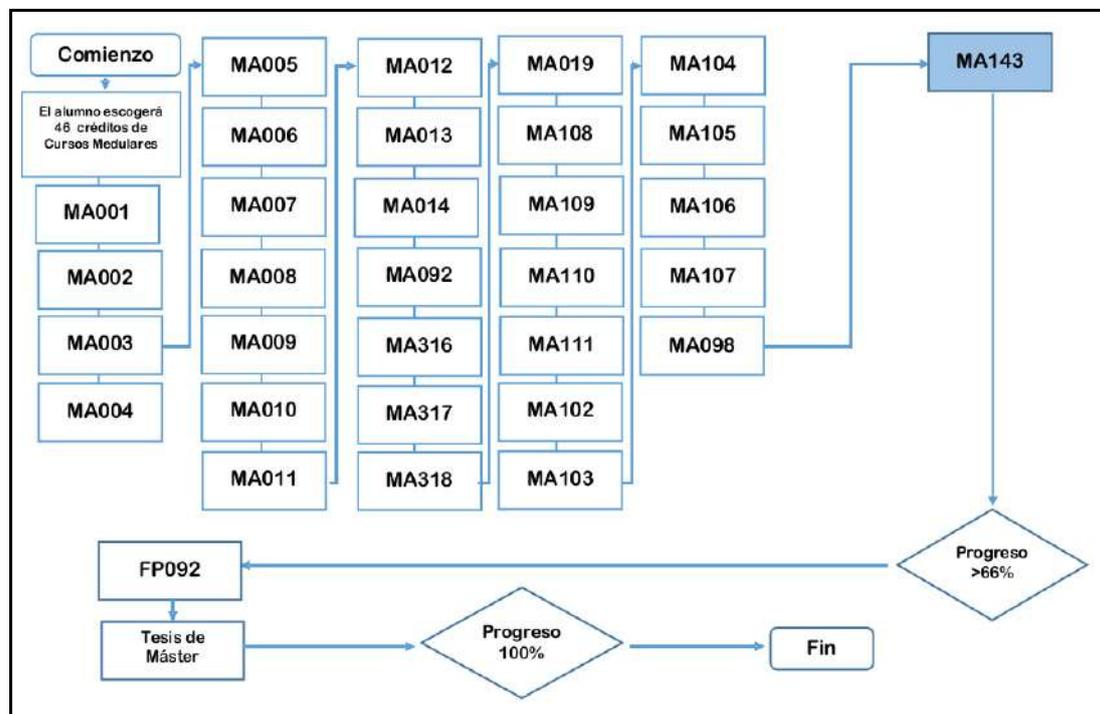 Comienzo
El alumno escogerá
46 créditos de
Cursos Medulares
MA001
MA002
MA003
MA004
MA005
MA006
MA007
MA008
MA009
MA010
MA011
MA012
MA013
MA014
MA092
MA316
MA317
MA318
MA019
MA108
MA109
MA110
MA111
MA102
MA103
MA104
MA105
MA106
MA107
MA098
MA143
Progreso
>66%
FP092
Tesis de
Máster
Progreso
100%
Fin